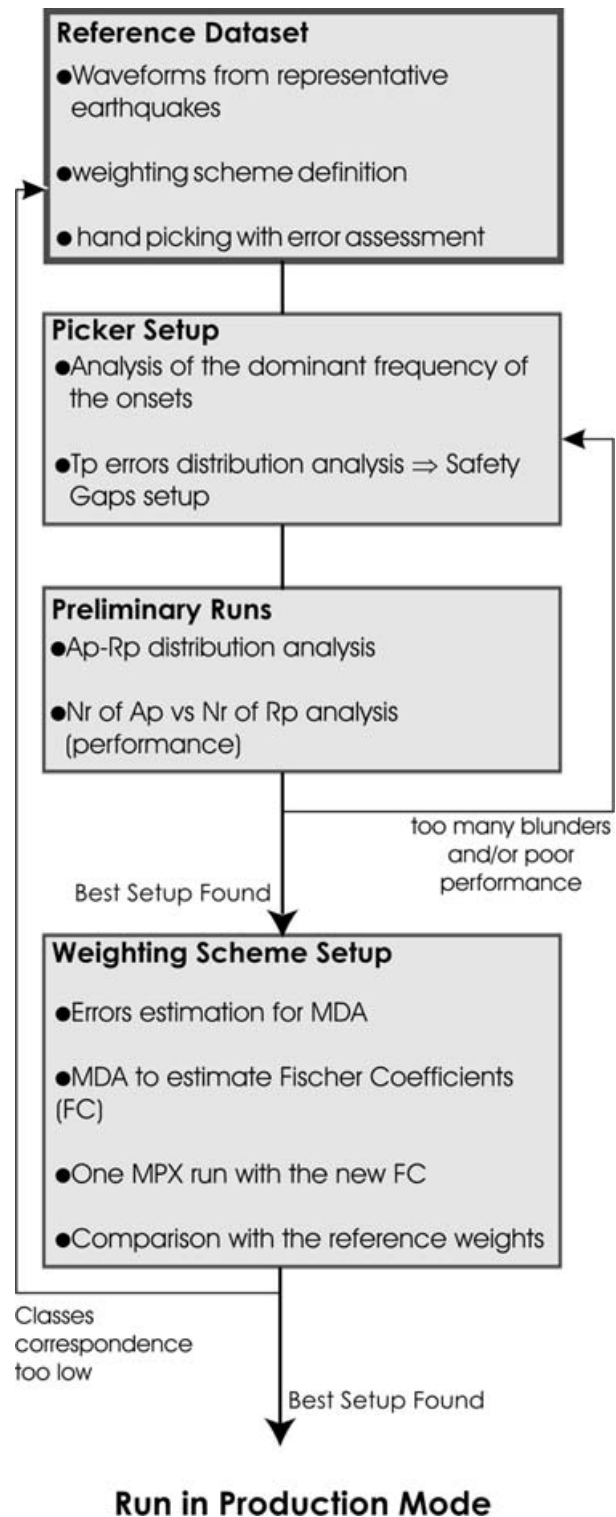 Reference Dataset
●Waveforms from representative
earthquakes
●weighting scheme definition
● hand picking with error assessment
Picker Setup
●Analysis of the dominant frequency of
the onsets
●Tp errors distribution analysis ⇒ Safety
Gaps setup
Preliminary Runs
●Ap-Rp distribution analysis
●Nr of Ap vs Nr of Rp analysis
(performance)
too many blunders
and/or poor
performance
Best Setup Found
Weighting Scheme Setup
●Errors estimation for MDA
●MDA to estimate Fischer Coefficients
(FC)
●One MPX run with the new FC
●Comparison with the reference weights
Classes
correspondence
too low
Best Setup Found
Run in Production Mode